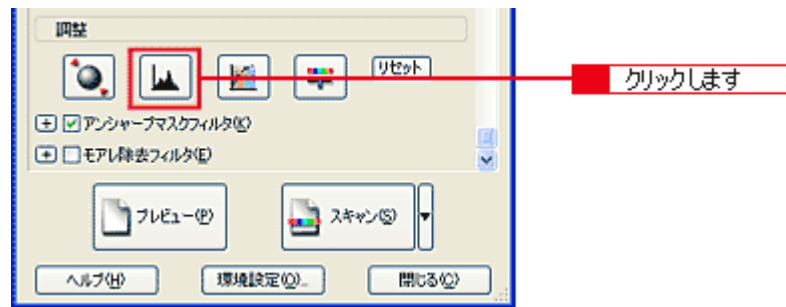 調整
リセット
クリックします
アンシャープマスクフィルタ(K)
モアレ除去フィルタ(E)
プレビュー(P)
スキャン(S)
ヘルプ(H)
環境設定(O)...
閉じる(C)